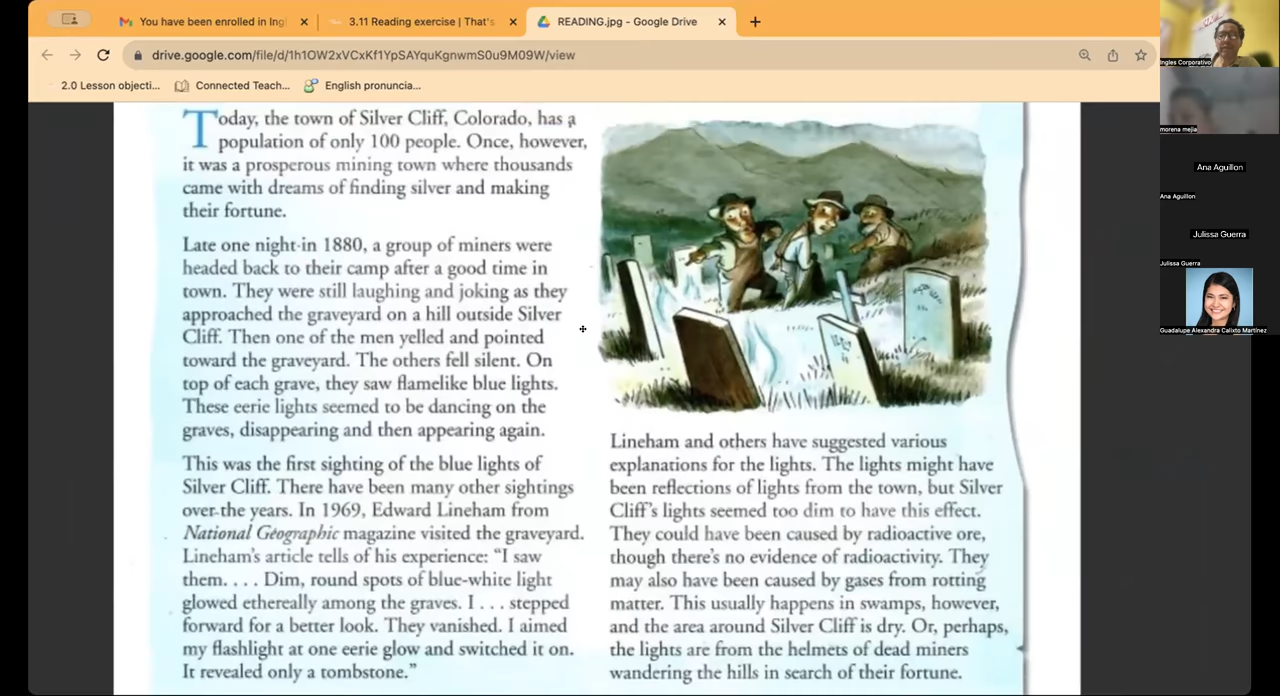 You have been enrolled in Ing
3.11 Reading exercise | That's
READING.jpg - Google Drive
drive.google.com/file/d/1h1OW2xVCxKf1YpSAYquKgnwmS0u9M09W/view
2.0 Lesson objecti...
Connected Teach...
English pronuncia...
Today, the town of Silver Cliff, Colorado, has a
population of only 100 people. Once, however,
it was a prosperous mining town where thousands
came with dreams of finding silver and making
their fortune.
Late one night in 1880, a group of miners were
headed back to their camp after a good time in
town. They were still laughing and joking as they
approached the graveyard on a hill outside Silver
Cliff. Then one of the men yelled and pointed
toward the graveyard. The others fell silent. On
top of each grave, they saw flamelike blue lights.
These eerie lights seemed to be dancing on the
graves, disappearing and then appearing again.
This was the first sighting of the blue lights of
Silver Cliff. There have been many other sightings
over the years. In 1969, Edward Lineham from
National Geographic magazine visited the graveyard.
Lineham's article tells of his experience: “I saw
them. . . . Dim, round spots of blue-white light
glowed ethereally among the graves. I . . . stepped
forward for a better look. They vanished. I aimed
my flashlight at one eerie glow and switched it on.
It revealed only a tombstone.”
Lineham and others have suggested various
explanations for the lights. The lights might have
been reflections of lights from the town, but Silver
Cliff's lights seemed too dim to have this effect.
They could have been caused by radioactive ore,
though there's no evidence of radioactivity. They
may also have been caused by gases from rotting
matter. This usually happens in swamps, however,
and the area around Silver Cliff is dry. Or, perhaps,
the lights are from the helmets of dead miners
wandering the hills in search of their fortune.
Ingles Corporativo
morena mejia
Ana Aguillon
Ana Aguillon
Julissa Guerra
Julissa Guerra
Guadalupe Alexandra Calixto Martinez